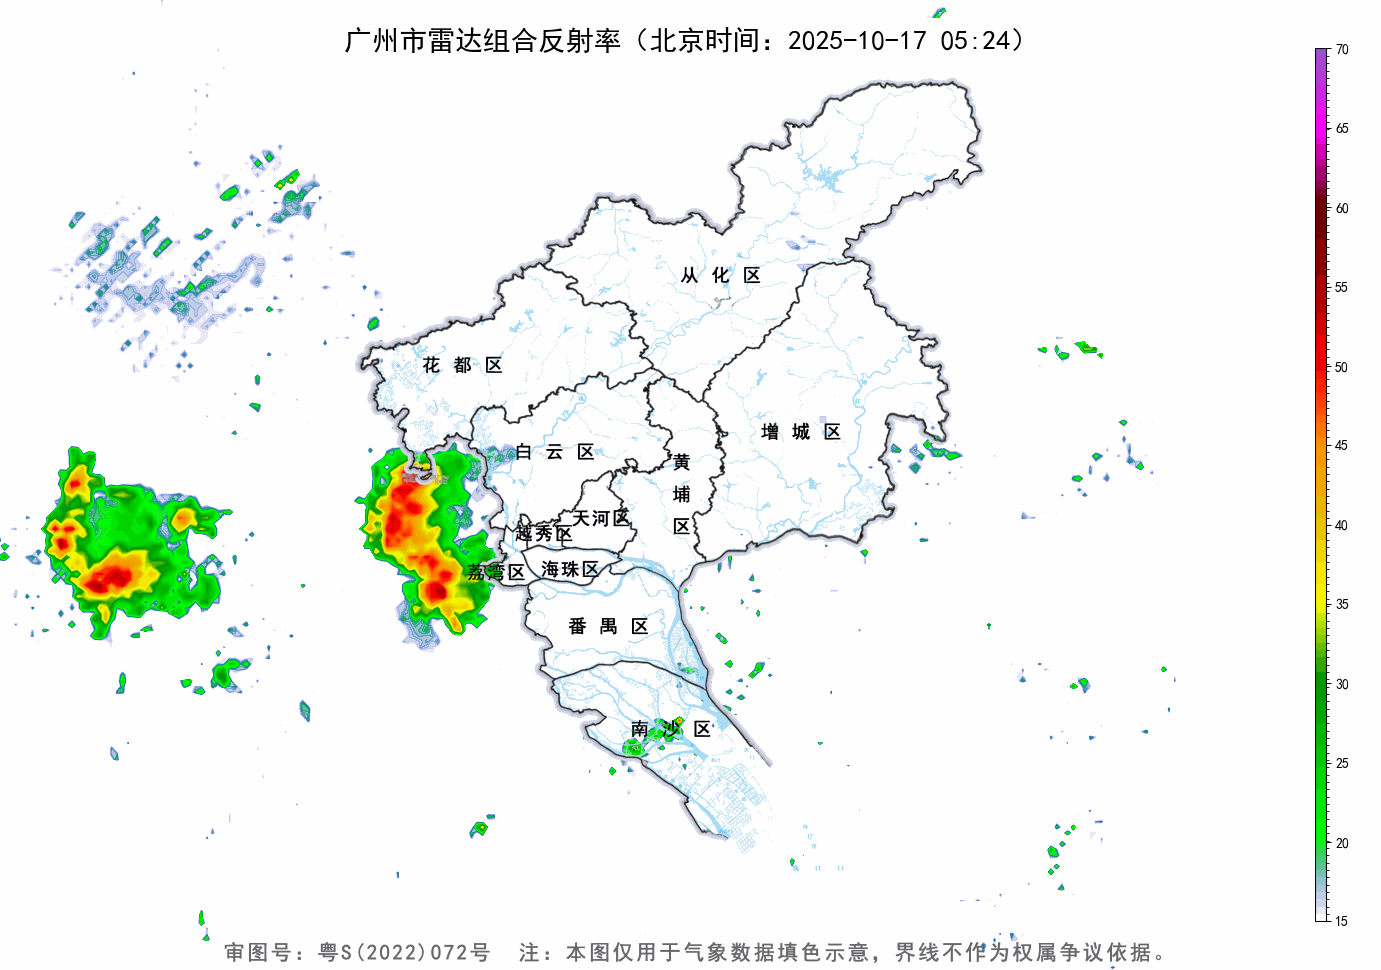 广州市雷达组合反射率（北京时间：2025-10-17 05:24）
70
65
60
55
50
45
40
35
30
25
20
15
从化区
花都区
增城区
白云区
黄埔区
天河区
越秀区
荔湾区
海珠区
番禺区
南沙区
审图号：粤S(2022)072号 注：本图仅用于气象数据填色示意，界线不作为权属争议依据。